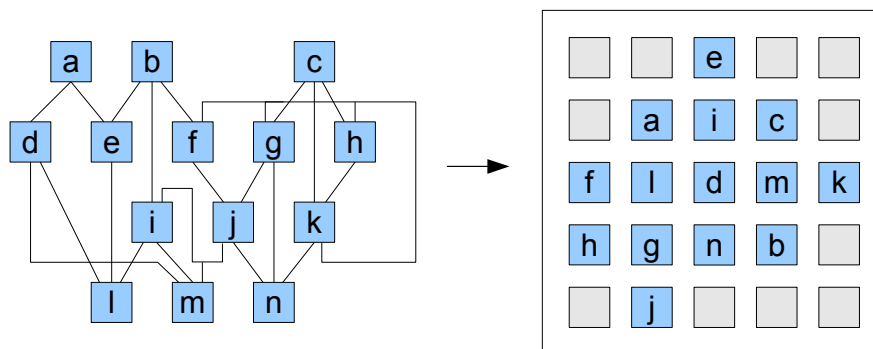 a b c
d e f g h
i j k
l m n
e
a i c
f l d m k
h g n b
j